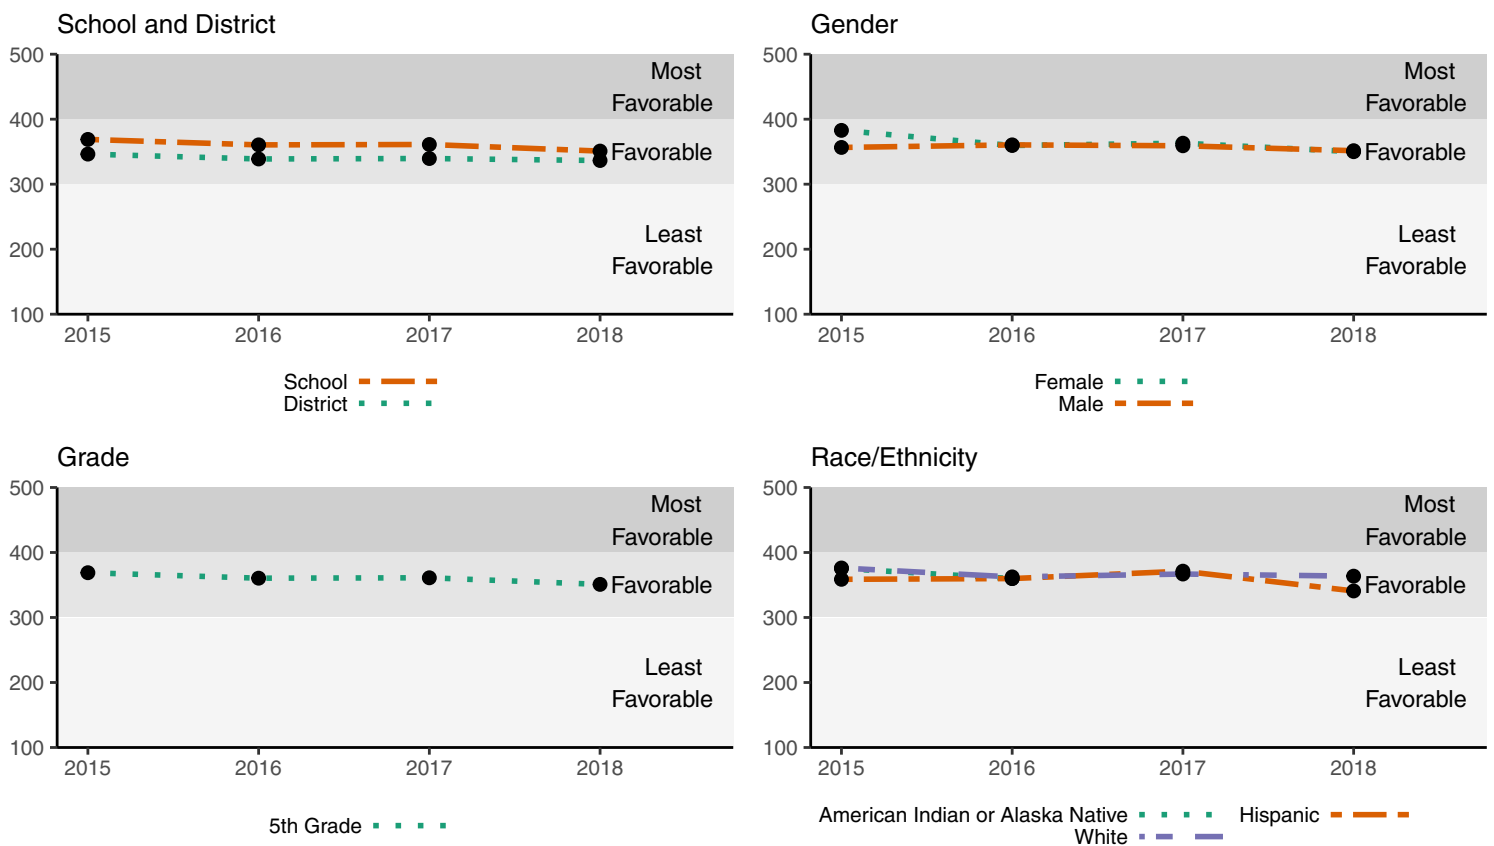 School and District
500
400
300
200
100
Most
Favorable
Favorable
Least
Favorable
2015 2016 2017 2018
School
District
Gender
500
400
300
200
100
Most
Favorable
Favorable
Least
Favorable
2015 2016 2017 2018
Female
Male
Grade
500
400
300
200
100
Most
Favorable
Favorable
Least
Favorable
2015 2016 2017 2018
5th Grade
Race/Ethnicity
500
400
300
200
100
Most
Favorable
Favorable
Least
Favorable
2015 2016 2017 2018
American Indian or Alaska Native Hispanic
White